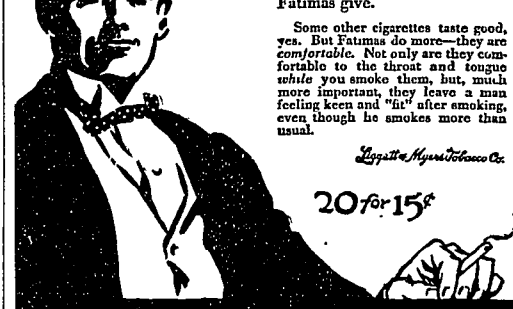 Fatimas give.
Some other cigarettes taste good,
yes. But Fatimas do more—they are
comfortable. Not only are they com-
fortable to the throat and tongue
while you smoke them, but, much
more important, they leave a man
feeling keen and "fit" after smoking,
even though he smokes more than
usual.
Liggett & Myers Tobacco Co.
20 for 15¢